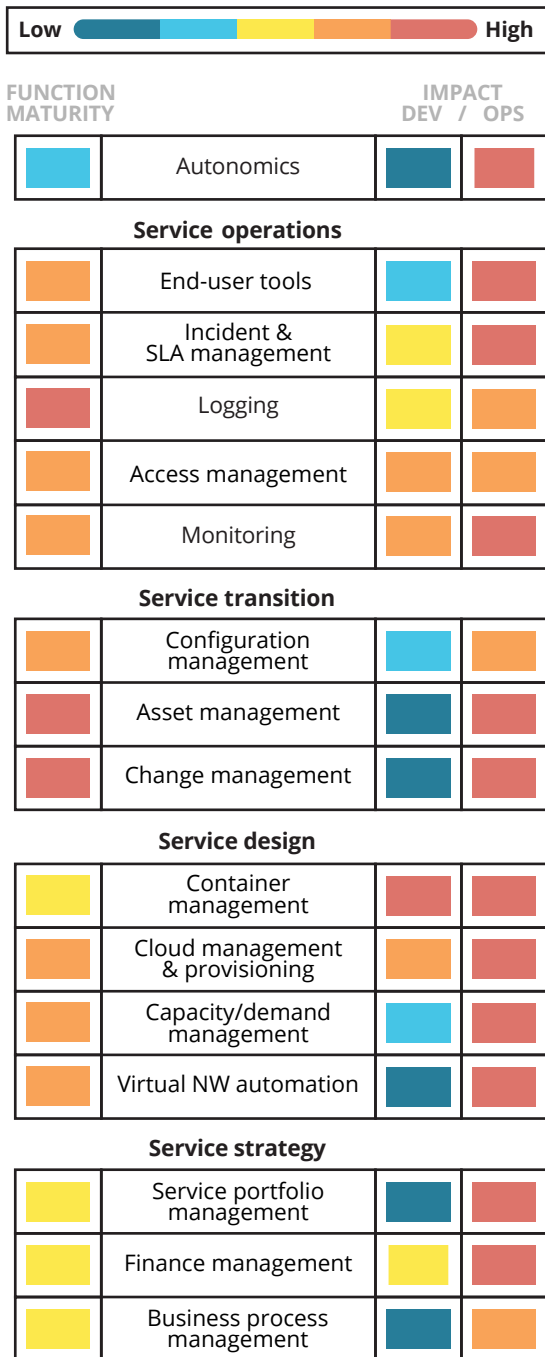 Low High
FUNCTION IMPACT
MATURITY DEV / OPS
Autonomics
Service operations
End-user tools
Incident &
SLA management
Logging
Access management
Monitoring
Service transition
Configuration
management
Asset management
Change management
Service design
Container
management
Cloud management
& provisioning
Capacity/demand
management
Virtual NW automation
Service strategy
Service portfolio
management
Finance management
Business process
management